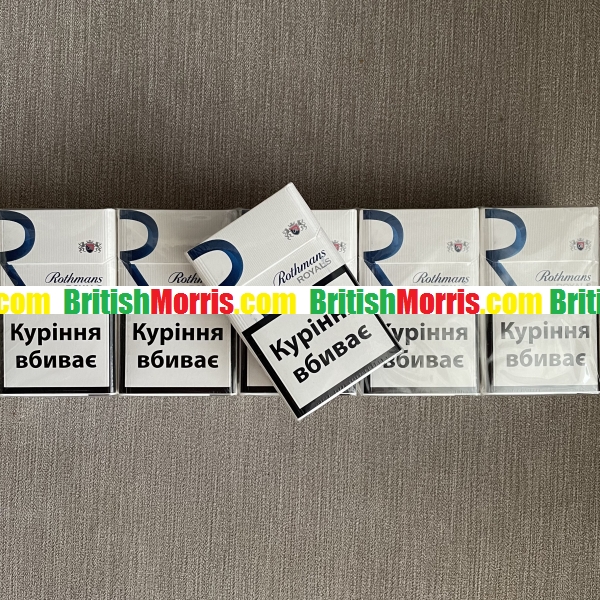 R R R R R
Rothmans Rothm Rothmans Rothmans Rothmans
ROYALS
.com BritishMorris.com BritishMorris.com Briti
Куріння Куріння Куріння Куріння Куріння
вбиває вбиває вбиває вбиває вбиває